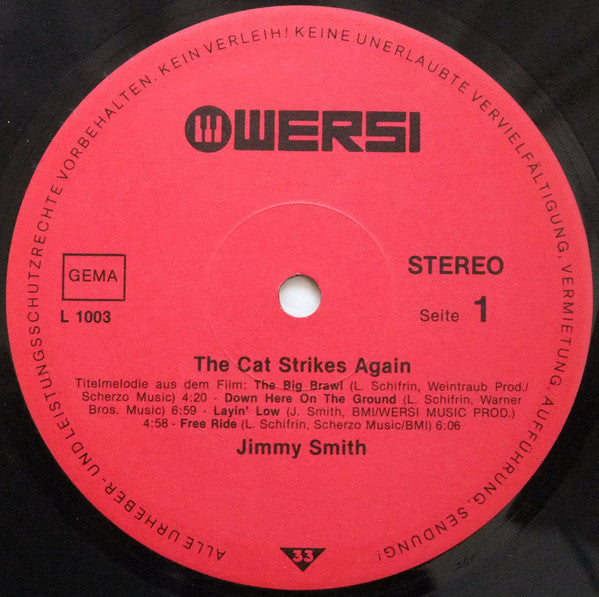 ALLE URHEBER- UND LEISTUNGSSCHUTZRECHTE VORBEHALTEN. KEIN VERLEIH! KEINE UNERLAUBTE VERVIELFÄLTIGUNG, VERMIETUNG, AUFFÜHRUNG, SENDUNG!
WERSI
GEMA
L 1003
STEREO
Seite 1
The Cat Strikes Again
Titelmelodie aus dem Film: The Big Brawl (L. Schifrin, Weintraub Prod./
Scherzo Music) 4:20 - Down Here On The Ground (L. Schifrin, Warner
Bros. Music) 6:59 - Layin' Low (J. Smith, BMI/WERSI MUSIC PROD.)
4:58 - Free Ride (L. Schifrin, Scherzo Music/BMI) 6:06
Jimmy Smith
33